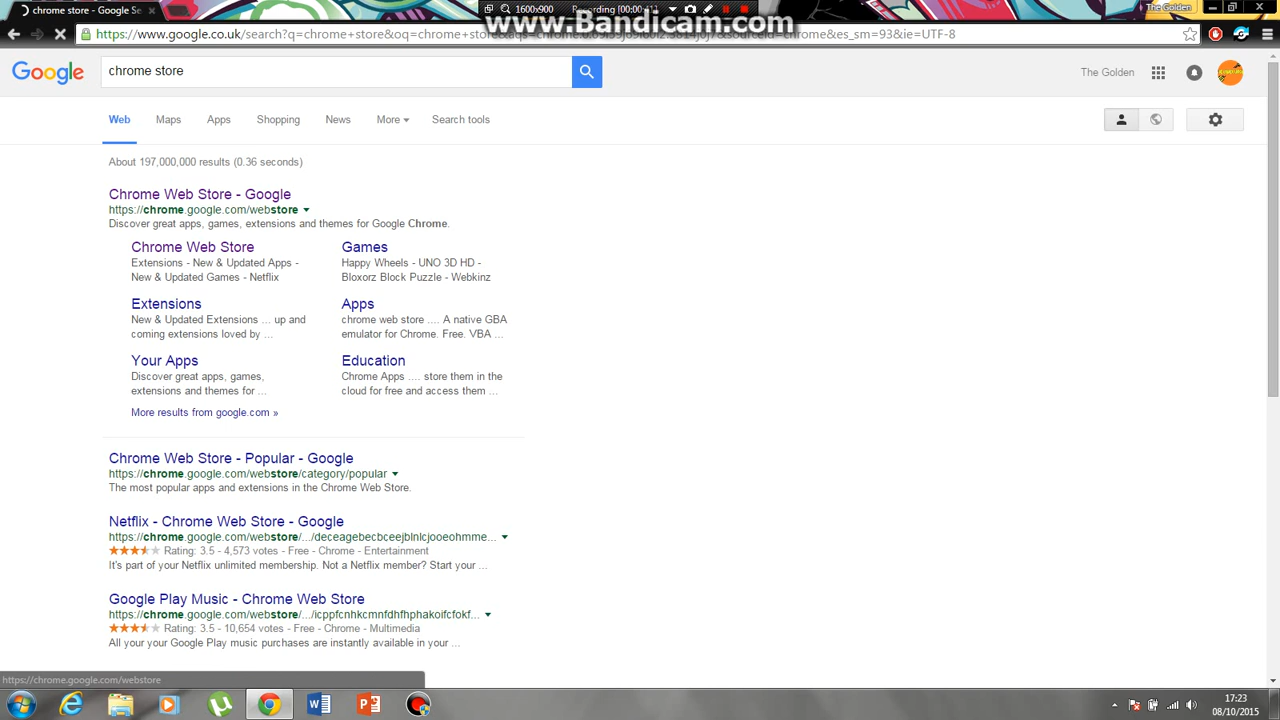 chrome store - Google Se
1600x900
Recording [00:00:
The Golden
www.Bandicam.com
https://www.google.co.uk/search?q=chrome+store&oq=chrome+store
chrome&es_sm=93&ie=UTF-8
Google
chrome store
The Golden
Web
Maps
Apps
Shopping
News
More
Search tools
About 197,000,000 results (0.36 seconds)
Chrome Web Store - Google
https://chrome.google.com/webstore
Discover great apps, games, extensions and themes for Google Chrome.
Chrome Web Store
Extensions - New & Updated Apps -
New & Updated Games - Netflix
Games
Happy Wheels - UNO 3D HD -
Bloxorz Block Puzzle - Webkinz
Extensions
New & Updated Extensions ... up and
coming extensions loved by ...
Apps
chrome web store .... A native GBA
emulator for Chrome. Free. VBA ...
Your Apps
Discover great apps, games,
extensions and themes for ...
Education
Chrome Apps .... store them in the
cloud for free and access them ...
More results from google.com »
Chrome Web Store - Popular - Google
https://chrome.google.com/webstore/category/popular
The most popular apps and extensions in the Chrome Web Store.
Netflix - Chrome Web Store - Google
https://chrome.google.com/webstore/.../deceagebecbceejblnlcjooeohmme...
Rating: 3.5 - 4,573 votes - Free - Chrome - Entertainment
It's part of your Netflix unlimited membership. Not a Netflix member? Start your ...
Google Play Music - Chrome Web Store
https://chrome.google.com/webstore/.../icppfcnhkcmnfdhfhphakoifcfokf...
Rating: 3.5 - 10,654 votes - Free - Chrome - Multimedia
All your your Google Play music purchases are instantly available in your ...
https://chrome.google.com/webstore
17:23
08/10/2015